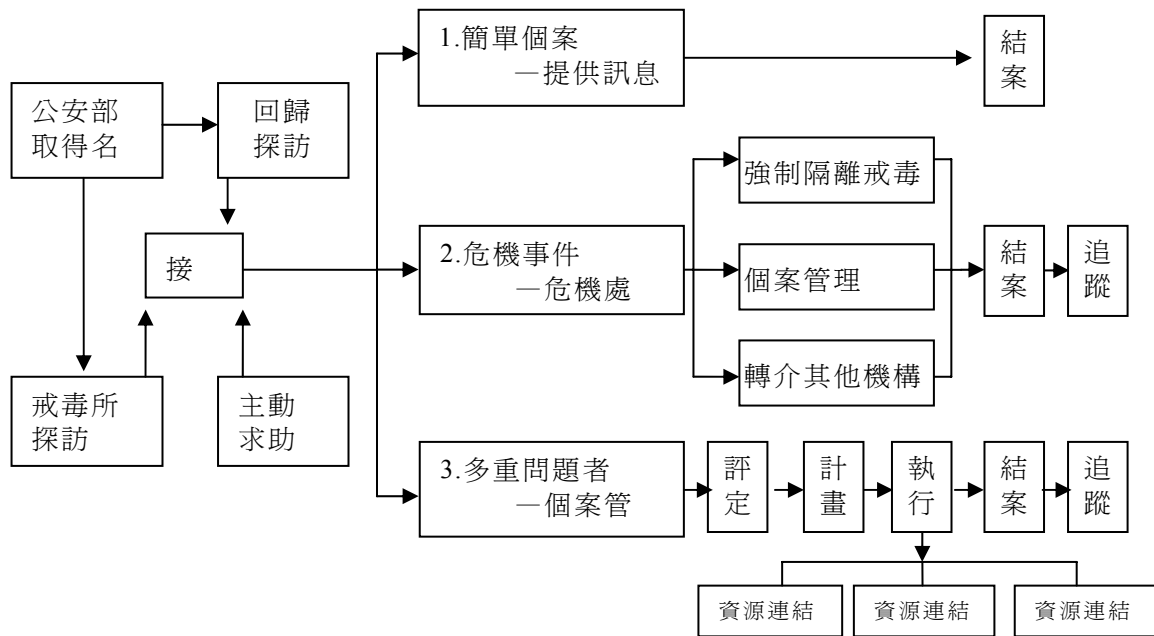 1.簡單個案
—提供訊息
結
案
公安部
取得名
回歸
探訪
強制隔離戒毒
接
2.危機事件
—危機處
個案管理
結
案
追
蹤
轉介其他機構
戒毒所
探訪
主動
求助
3.多重問題者
—個案管
評
定
計
畫
執
行
結
案
追
蹤
資源連結
資源連結
資源連結